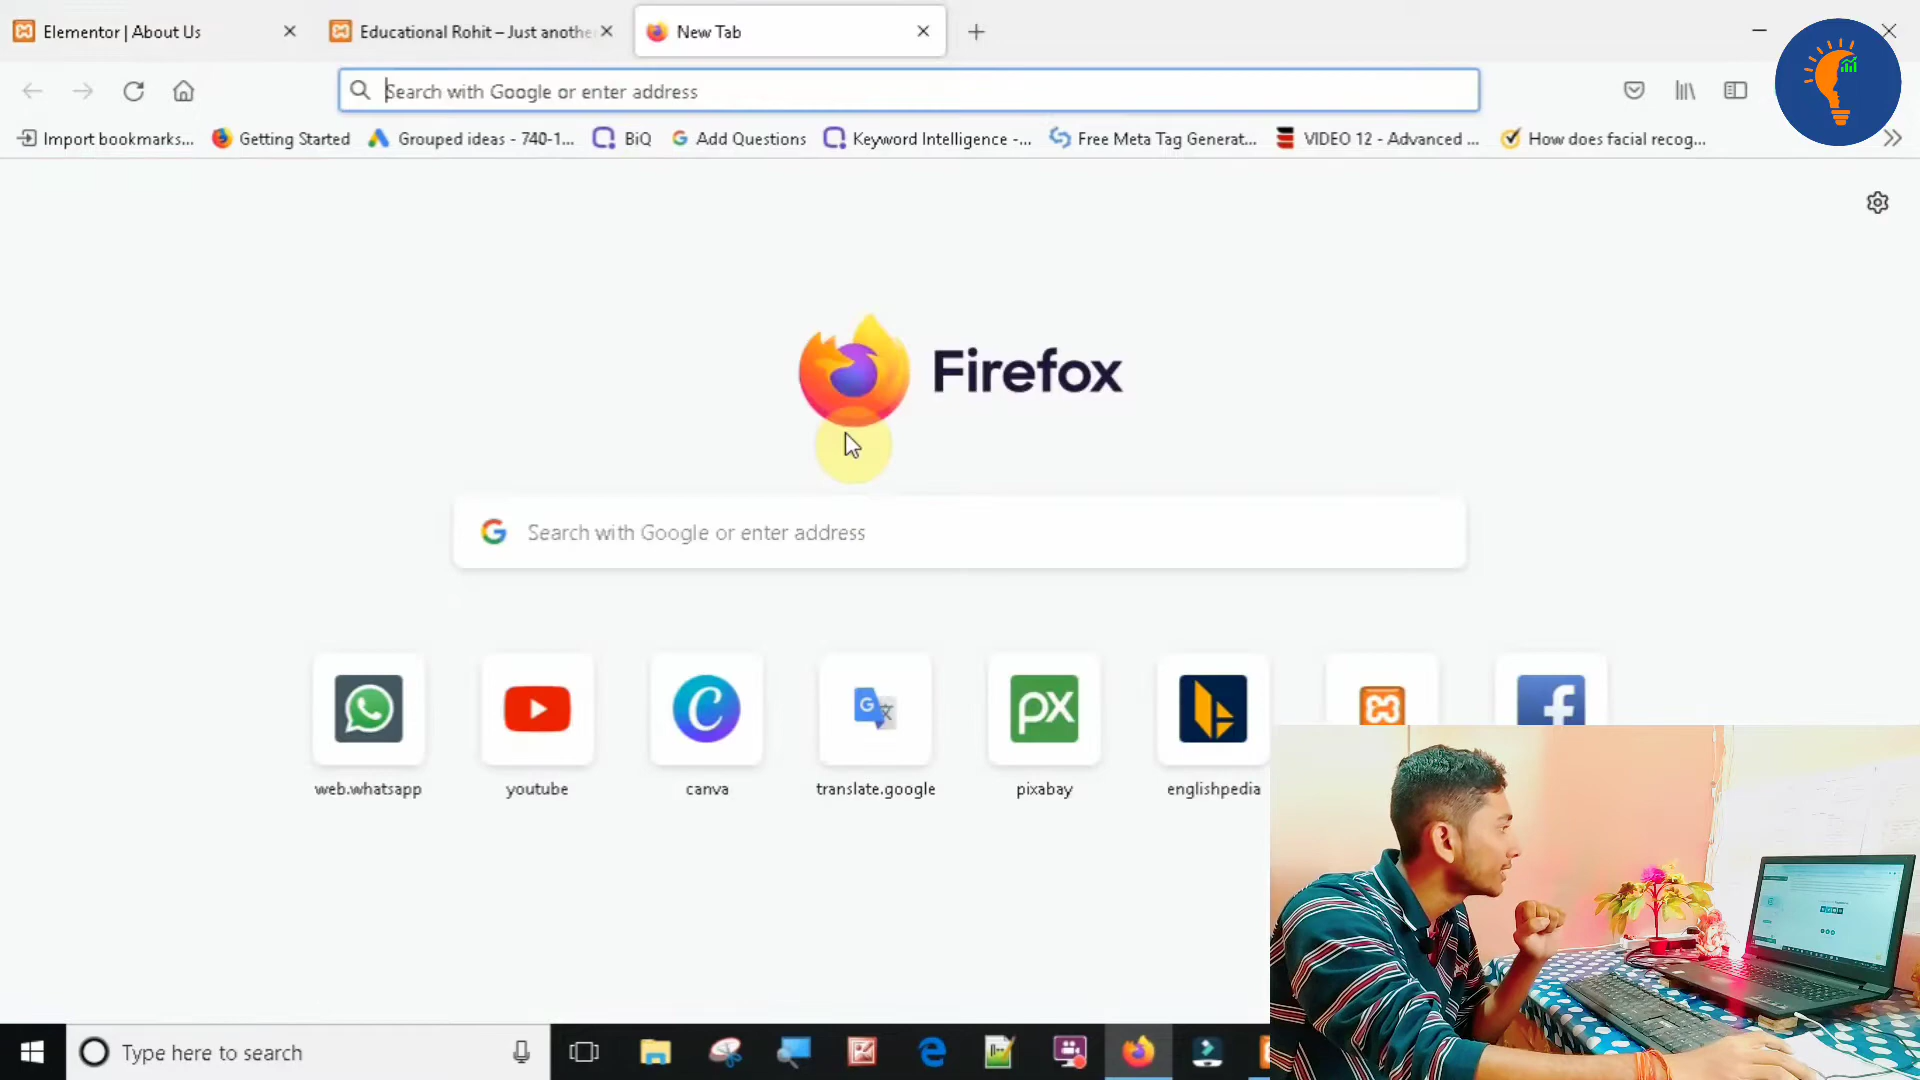 Elementor | About Us
Educational Rohit – Just anothe
New Tab
Search with Google or enter address
Import bookmarks...
Getting Started
Grouped ideas - 740-1...
BiQ
Add Questions
Keyword Intelligence -...
Free Meta Tag Generat...
VIDEO 12 - Advanced ...
How does facial recog...
Firefox
Search with Google or enter address
px
web.whatsapp
youtube
canva
translate.google
pixabay
englishpedia
Type here to search